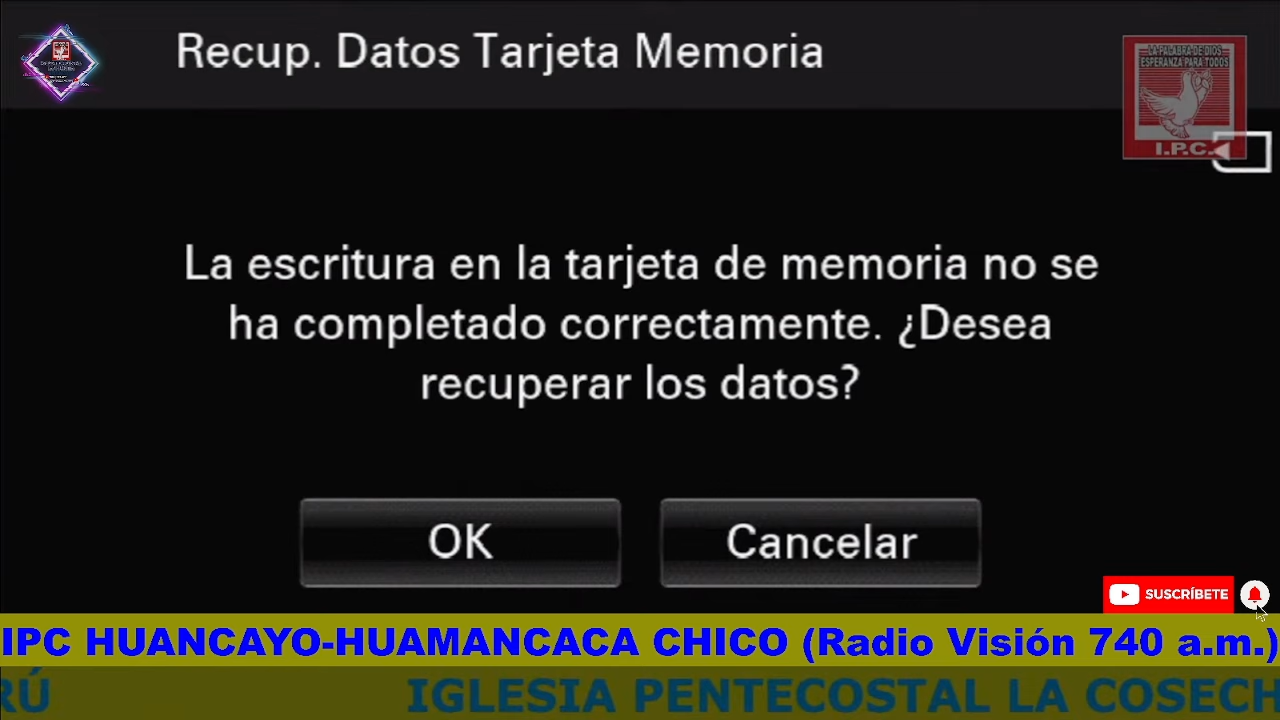 Recup. Datos Tarjeta Memoria
LA PALABRA DE DIOS
ESPERANZA PARA TODOS
I.P.C.
La escritura en la tarjeta de memoria no se
ha completado correctamente. ¿Desea
recuperar los datos?
OK
Cancelar
SUSCRÍBETE
IPC HUANCAYO-HUAMANCACA CHICO (Radio Visión 740 a.m.)
RÚ IGLESIA PENTECOSTAL LA COSECH